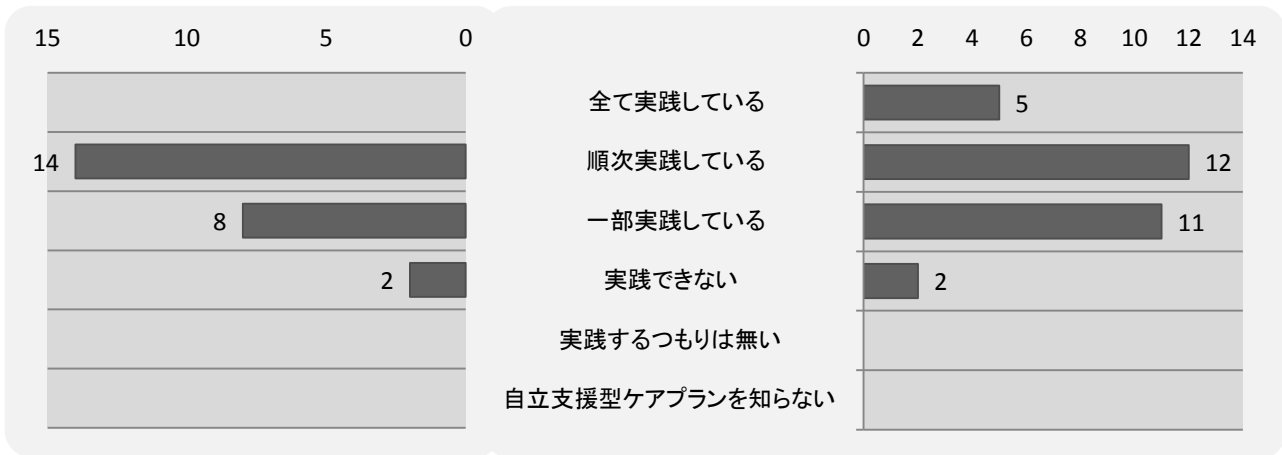 15 10 5 0 0 2 4 6 8 10 12 14
全て実践している 5
14 順次実践している 12
8 一部実践している 11
2 実践できない 2
実践するつもりは無い
自立支援型ケアプランを知らない